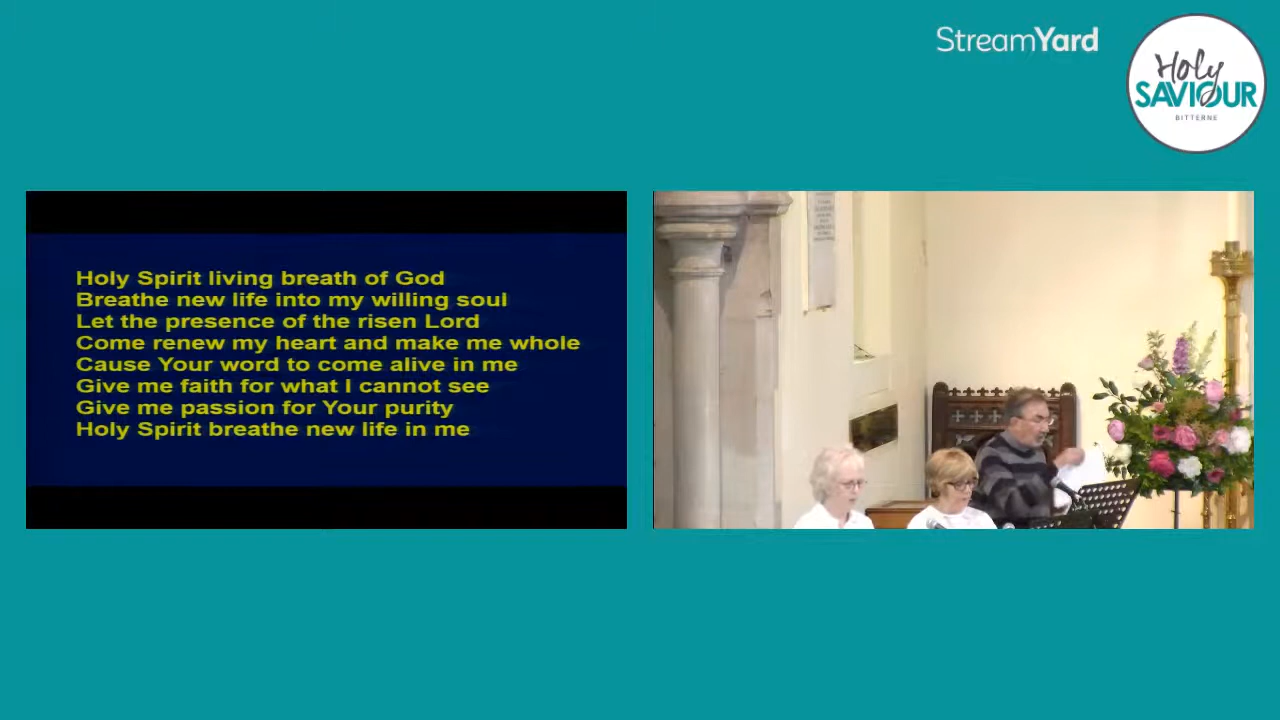 StreamYard
Holy
SAVIOUR
BITTERNE
Holy Spirit living breath of God
Breathe new life into my willing soul
Let the presence of the risen Lord
Come renew my heart and make me whole
Cause Your word to come alive in me
Give me faith for what I cannot see
Give me passion for Your purity
Holy Spirit breathe new life in me